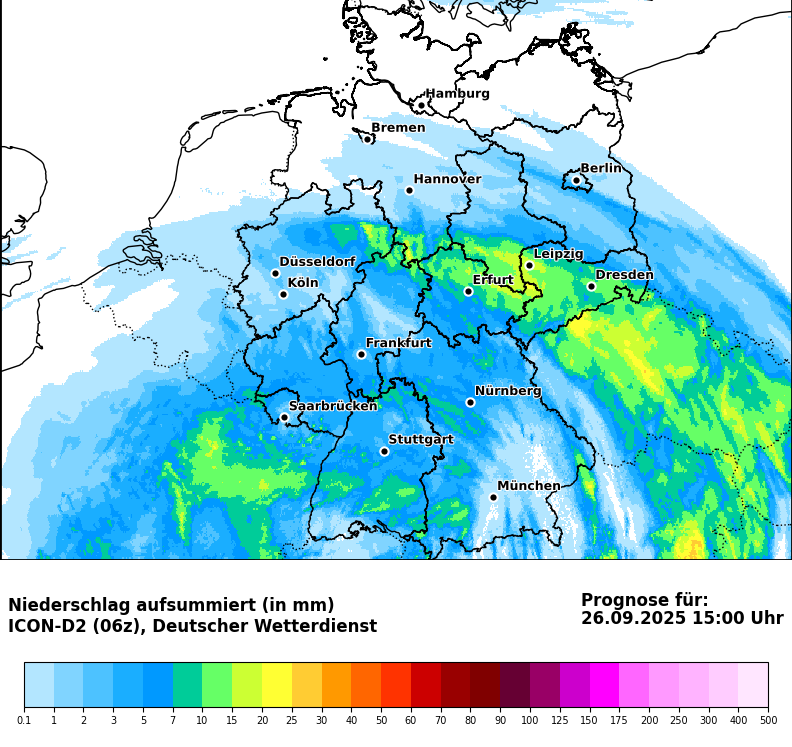 Hamburg
Bremen
Berlin
Hannover
Leipzig
Düsseldorf
Dresden
Erfurt
Köln
Frankfurt
Nürnberg
Saarbrücken
Stuttgart
München
Niederschlag aufsummiert (in mm)
ICON-D2 (06z), Deutscher Wetterdienst
Prognose für:
26.09.2025 15:00 Uhr
0.1 1 2 3 5 7 10 15 20 25 30 40 50 60 70 80 90 100 125 150 175 200 250 300 400 500